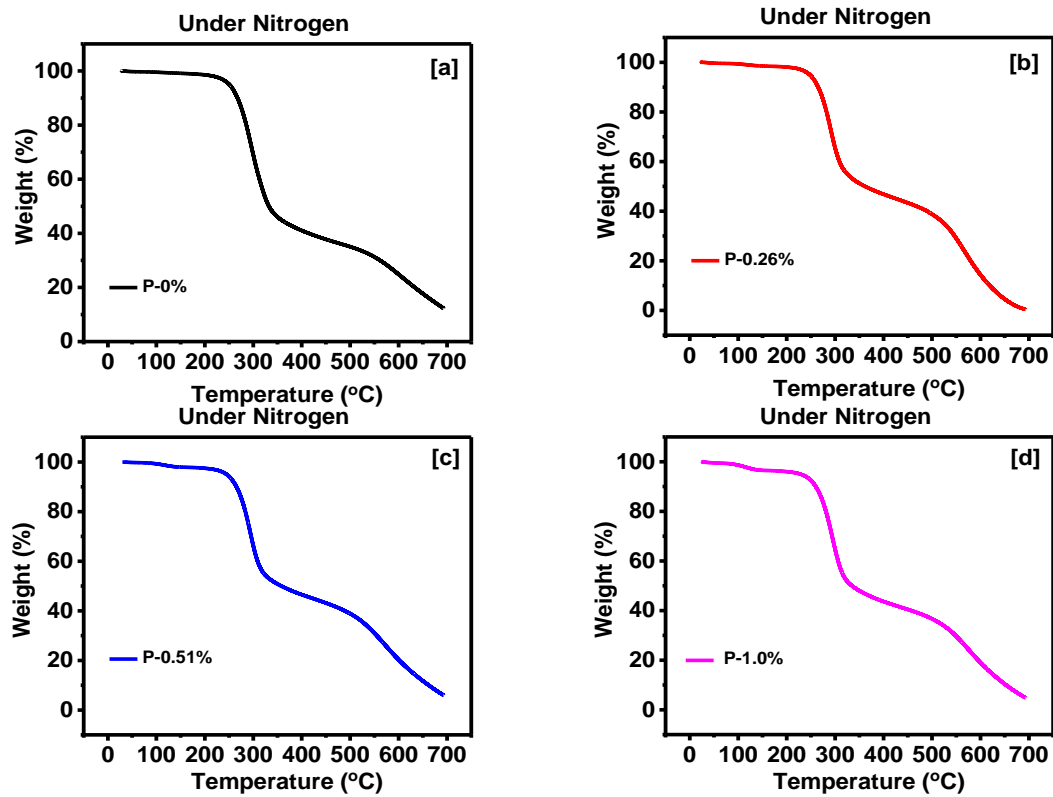 Under Nitrogen
[a]
100
80
60
40
20
0
Weight (%)
P-0%
0 100 200 300 400 500 600 700
Temperature (°C)
Under Nitrogen
[b]
100
80
60
40
20
0
Weight (%)
P-0.26%
0 100 200 300 400 500 600 700
Temperature (°C)
Under Nitrogen
[c]
100
80
60
40
20
0
Weight (%)
P-0.51%
0 100 200 300 400 500 600 700
Temperature (°C)
Under Nitrogen
[d]
100
80
60
40
20
0
Weight (%)
P-1.0%
0 100 200 300 400 500 600 700
Temperature (°C)